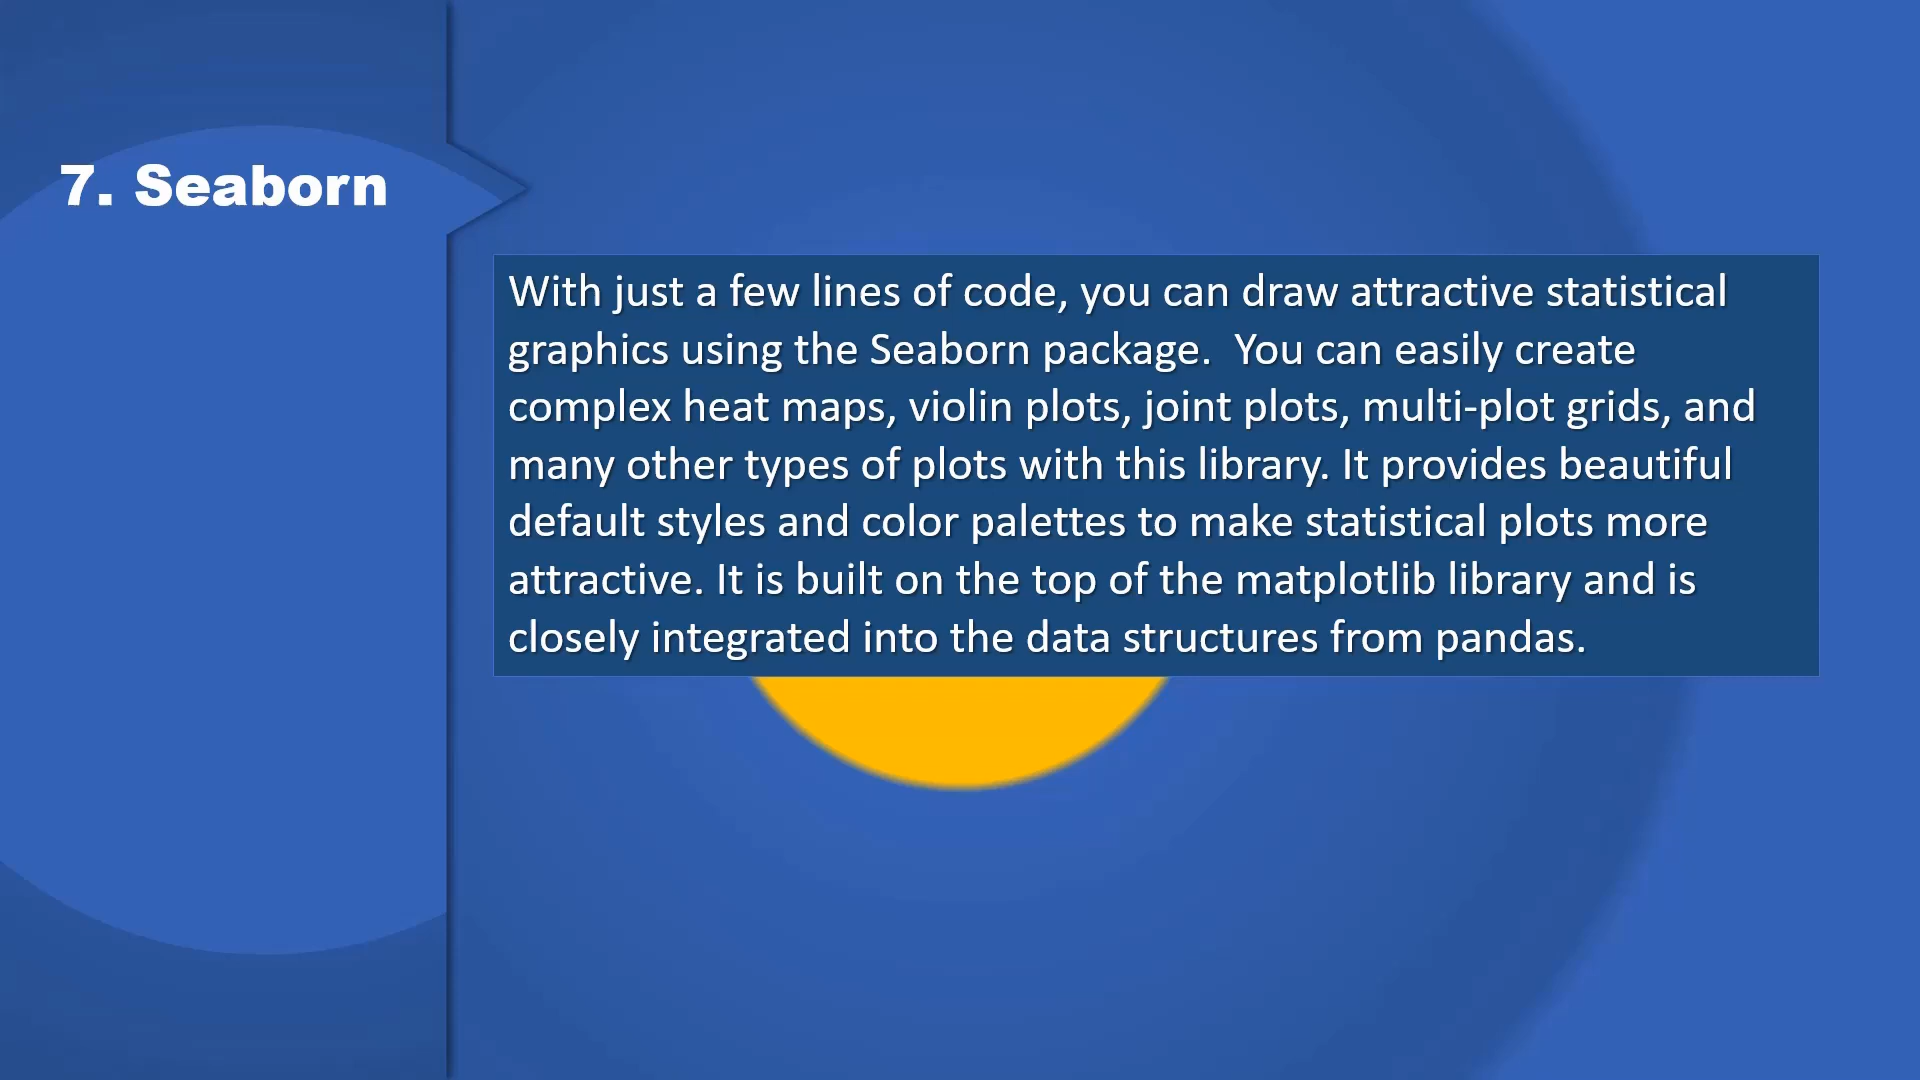 7. Seaborn
With just a few lines of code, you can draw attractive statistical
graphics using the Seaborn package.  You can easily create
complex heat maps, violin plots, joint plots, multi-plot grids, and
many other types of plots with this library. It provides beautiful
default styles and color palettes to make statistical plots more
attractive. It is built on the top of the matplotlib library and is
closely integrated into the data structures from pandas.